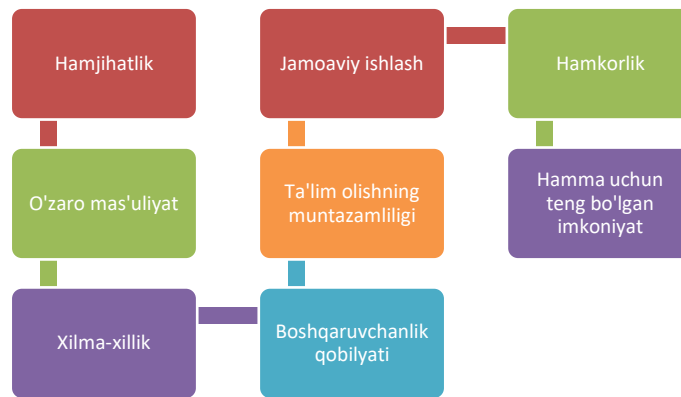 Hamjihatlik
O'zaro mas'uliyat
Xilma-xillik
Boshqaruvchanlik
qobilyati
Ta'lim olishning
muntazamliligi
Jamoaviy ishlash
Hamkorlik
Hamma uchun
teng bo'lgan
imkoniyat